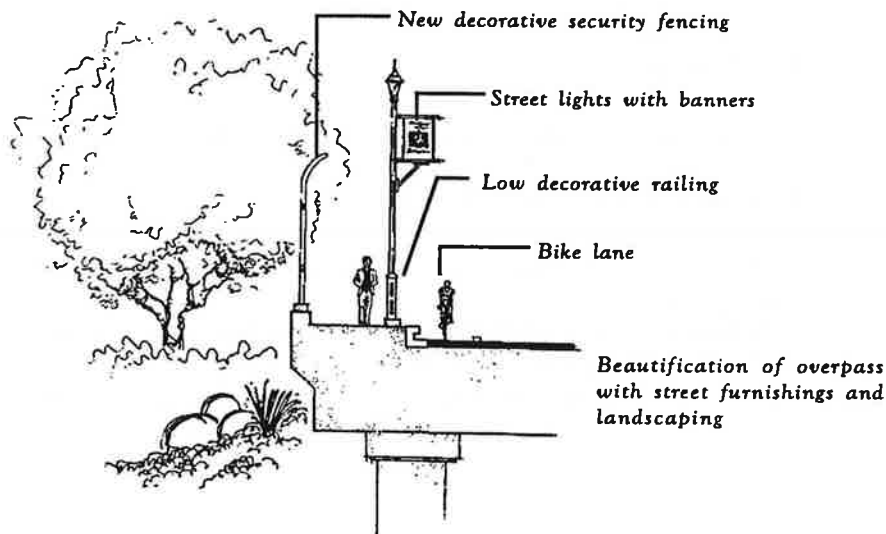 New decorative security fencing
Street lights with banners
Low decorative railing
Bike lane
Beautification of overpass
with street furnishings and
landscaping